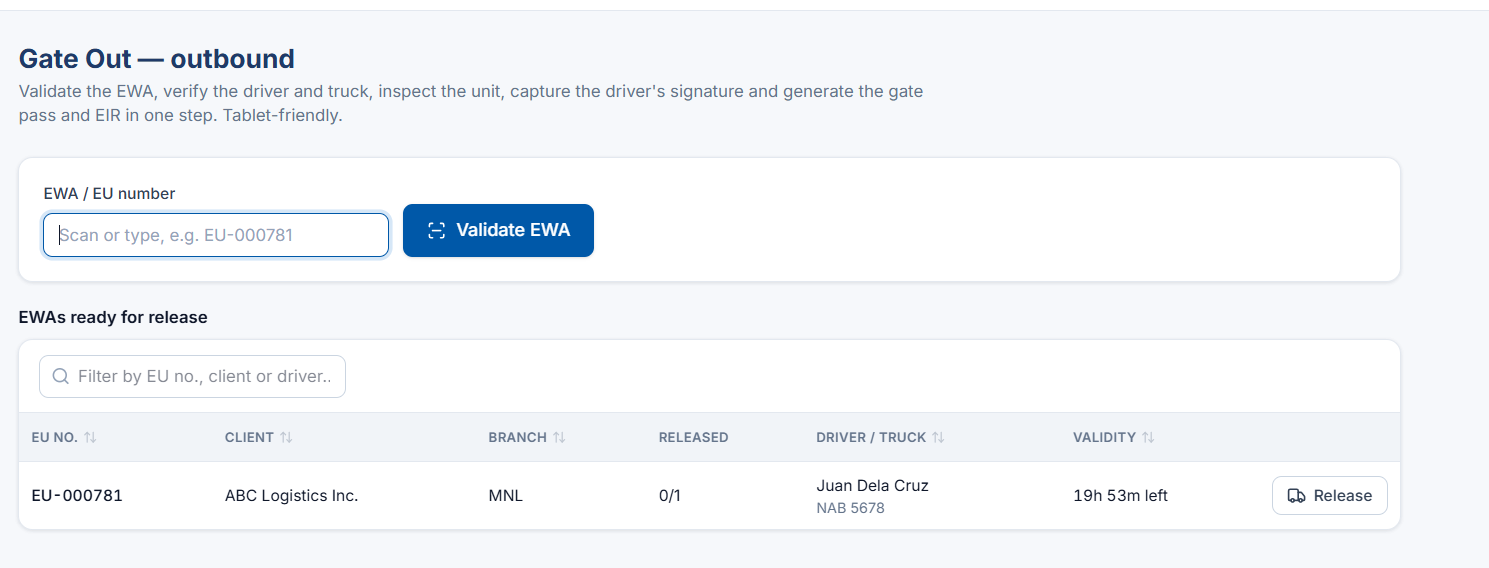 Gate Out — outbound
Validate the EWA, verify the driver and truck, inspect the unit, capture the driver's signature and generate the gate
pass and EIR in one step. Tablet-friendly.
EWA / EU number
Scan or type, e.g. EU-000781
Validate EWA
EWAs ready for release
Filter by EU no., client or driver..
EU NO. CLIENT BRANCH RELEASED DRIVER / TRUCK VALIDITY
EU-000781 ABC Logistics Inc. MNL 0/1 Juan Dela Cruz 19h 53m left Release
NAB 5678